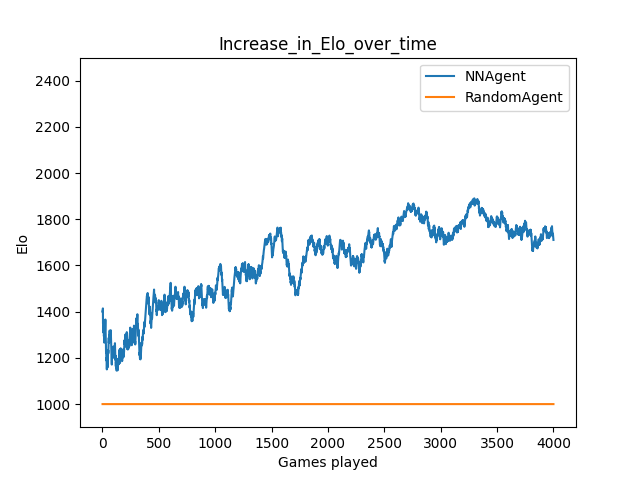 Increase_in_Elo_over_time
NNAgent
RandomAgent
2400
2200
2000
1800
1600
1400
1200
1000
Elo
0 500 1000 1500 2000 2500 3000 3500 4000
Games played